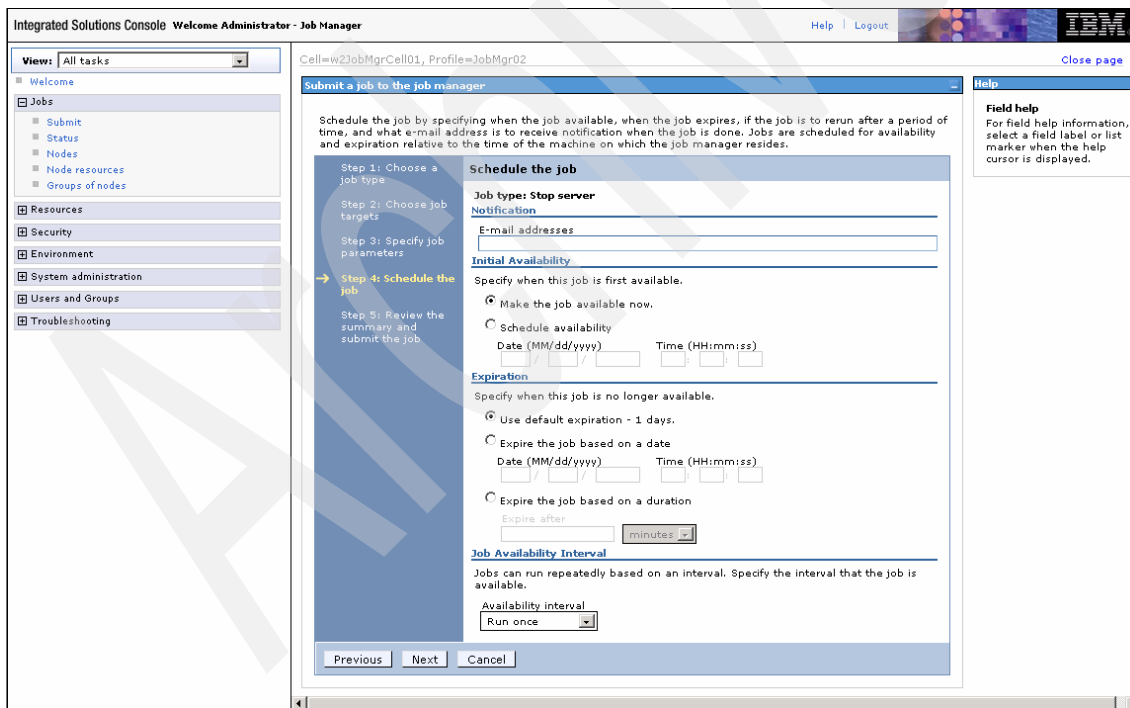 Integrated Solutions Console Welcome Administrator - Job Manager
Help Logout
IBM.
View: All tasks
Welcome
Jobs
Submit
Status
Nodes
Node resources
Groups of nodes
Resources
Security
Environment
System administration
Users and Groups
Troubleshooting
Cell=w2JobMgrCell01, Profile=JobMgr02
Close page
Submit a job to the job manager
Schedule the job by specifying when the job available, when the job expires, if the job is to rerun after a period of
time, and what e-mail address is to receive notification when the job is done. Jobs are scheduled for availability
and expiration relative to the time of the machine on which the job manager resides.
Step 1: Choose a
job type
Step 2: Choose job
targets
Step 3: Specify job
parameters
Step 4: Schedule the
job
Step 5: Review the
summary and
submit the job
Schedule the job
Job type: Stop server
Notification
E-mail addresses
Initial Availability
Specify when this job is first available.
Make the job available now.
Schedule availability
Date (MM/dd/yyyy) Time (HH:mm:ss)
/ / : :
Expiration
Specify when this job is no longer available.
Use default expiration - 1 days.
Expire the job based on a date
Date (MM/dd/yyyy) Time (HH:mm:ss)
/ / : :
Expire the job based on a duration
Expire after
minutes
Job Availability Interval
Jobs can run repeatedly based on an interval. Specify the interval that the job is
available.
Availability interval
Run once
Previous Next Cancel
Help
Field help
For field help information,
select a field label or list
marker when the help
cursor is displayed.